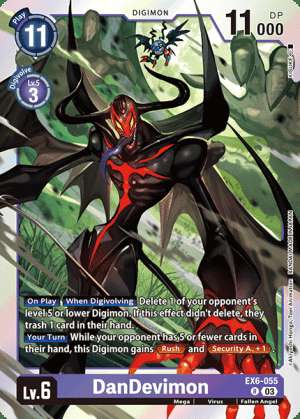 Play
11
DIGIMON
11000
DP
Digivolve
Lv.5
3
On Play When Digivolving Delete 1 of your opponent's
level 5 or lower Digimon. If this effect didn't delete, they
trash 1 card in their hand.
Your Turn While your opponent has 5 or fewer cards in
their hand, this Digimon gains Rush and Security A. +1.
Lv.6
DanDevimon
EX6-055
R 03
Mega | Virus | Fallen Angel